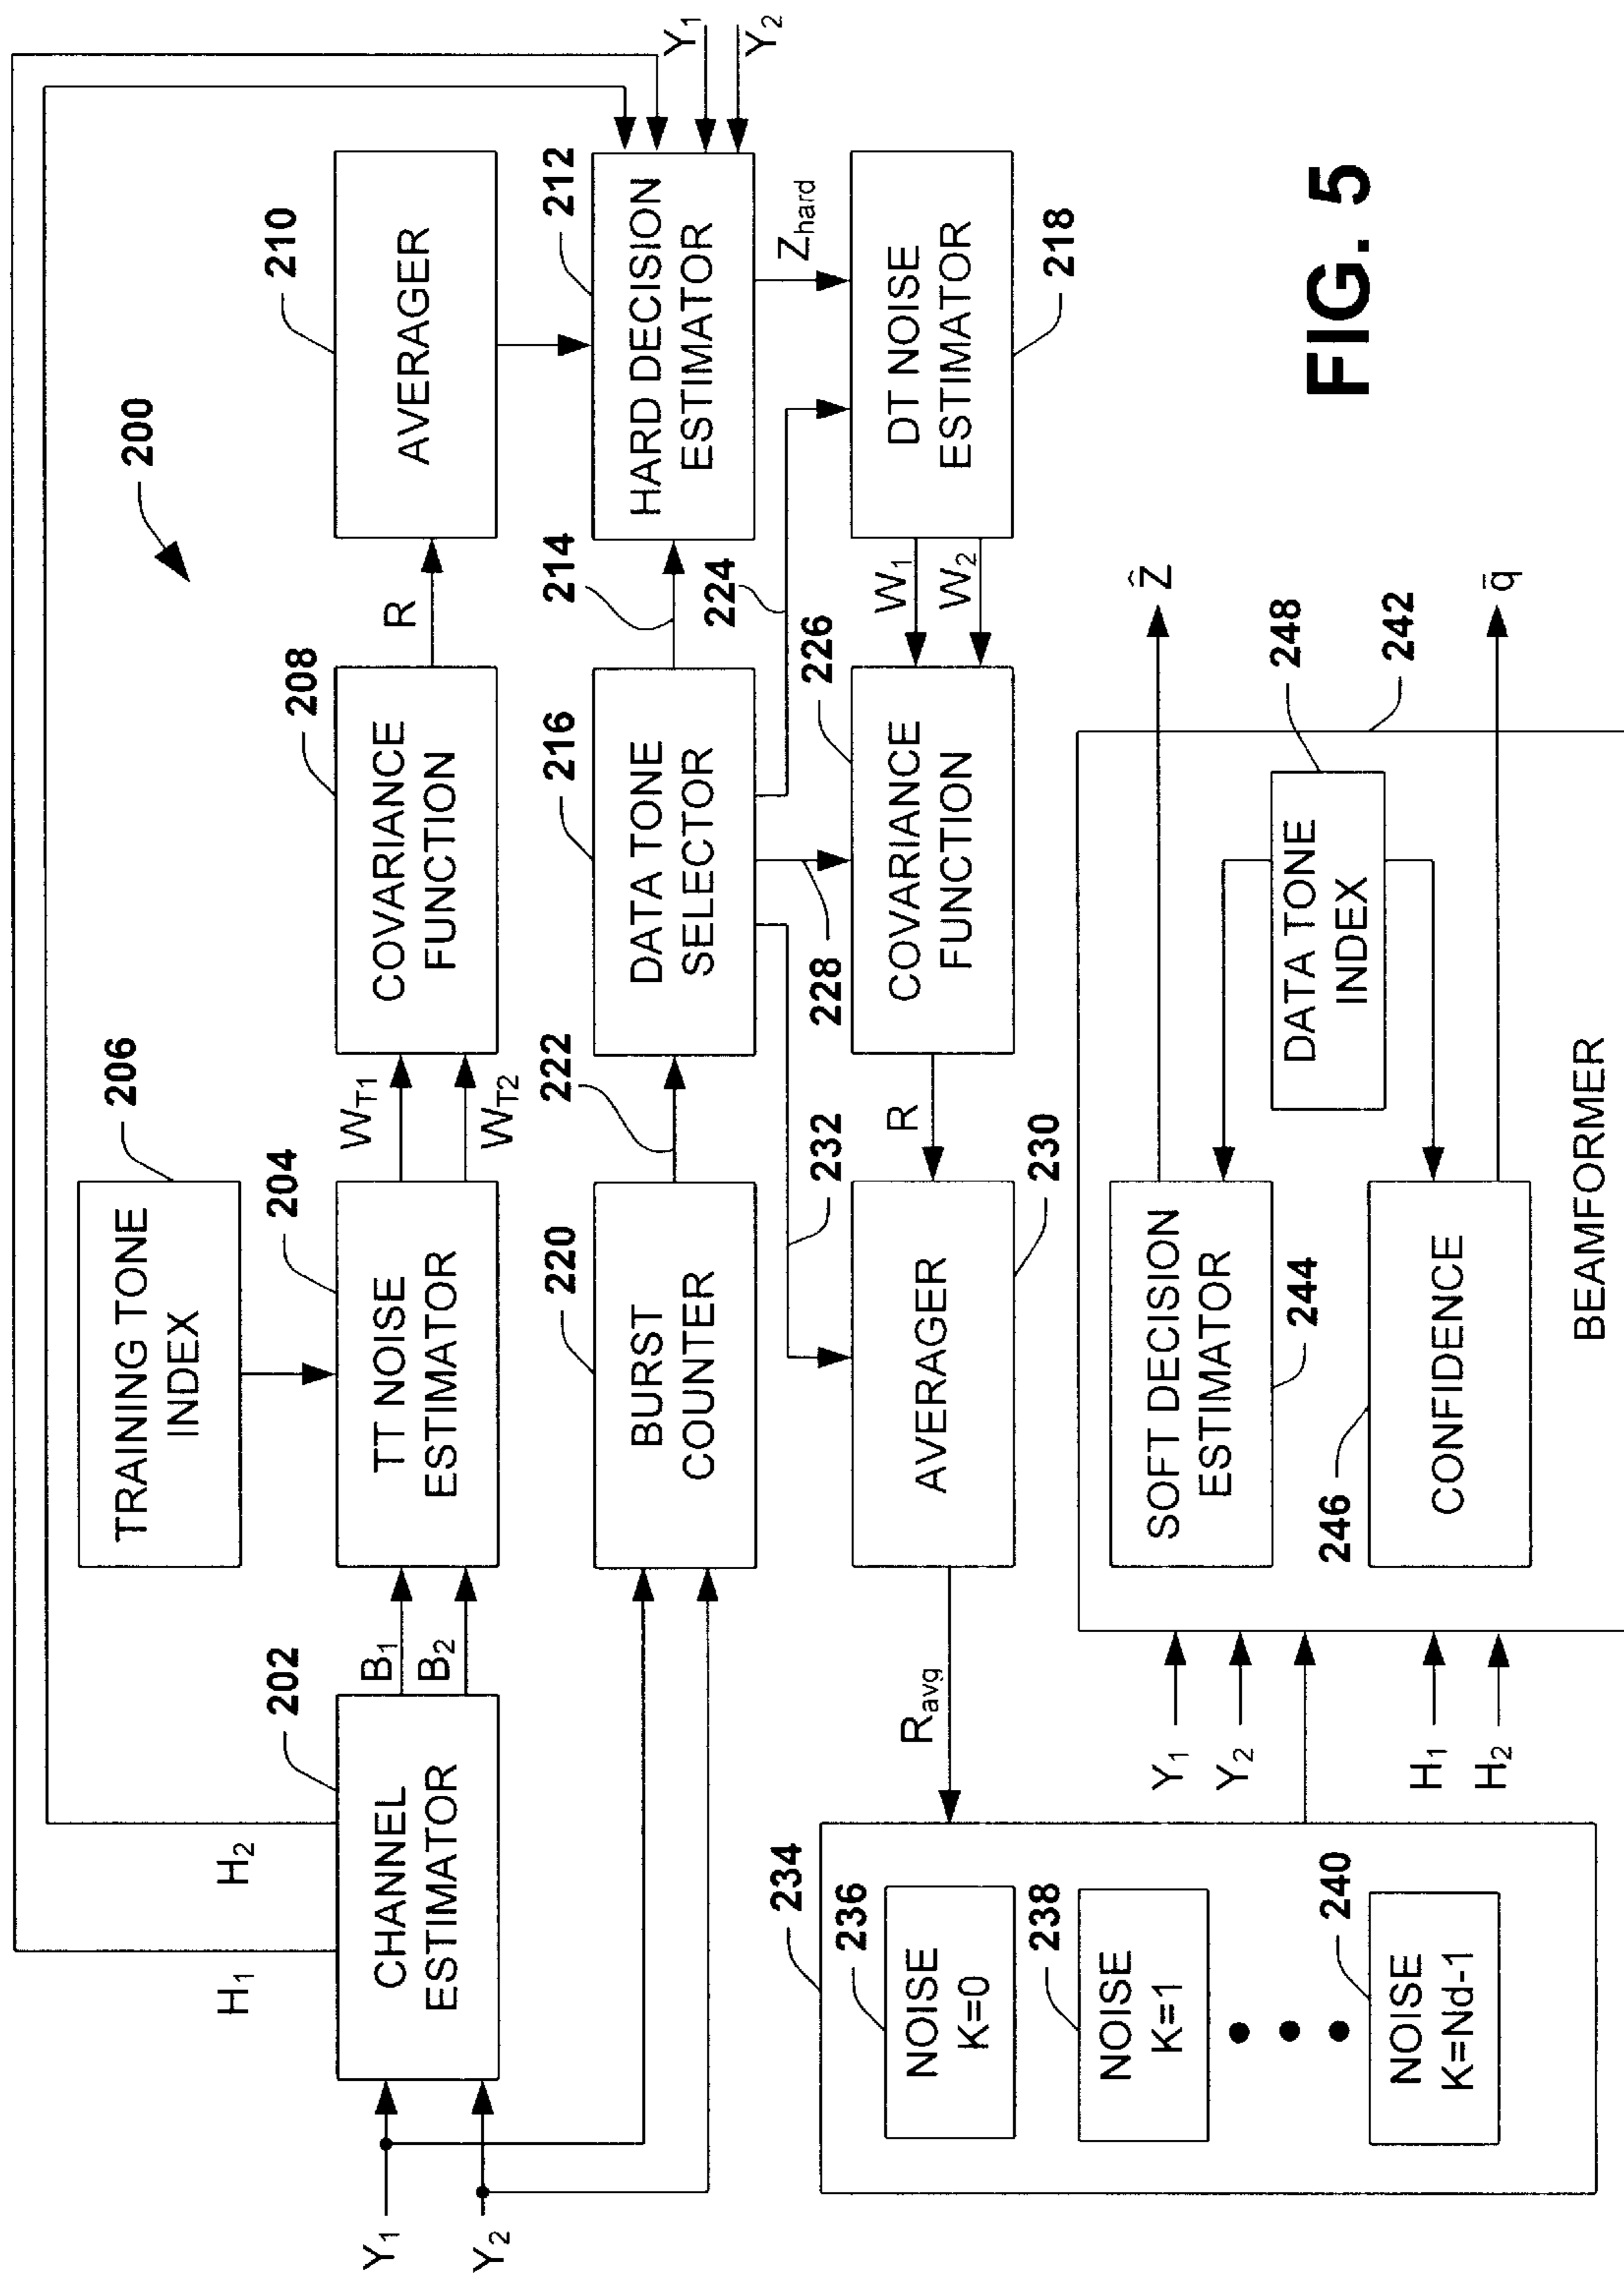 200
H₁
H₂
TRAINING TONE
INDEX
206
Y₁
Y₂
CHANNEL
ESTIMATOR
202
B₁
B₂
TT NOISE
ESTIMATOR
204
W_T1
W_T2
COVARIANCE
FUNCTION
208
R
AVERAGER
210
BURST
COUNTER
220
222
DATA TONE
SELECTOR
216
214
HARD DECISION
ESTIMATOR
212
Y₁
Y₂
224
228
232
Z_hard
R_avg
AVERAGER
230
R
COVARIANCE
FUNCTION
226
W₁
W₂
DT NOISE
ESTIMATOR
218
234
NOISE
K=0
236
NOISE
K=1
238
NOISE
K=Nd-1
240
Y₁
Y₂
H₁
H₂
SOFT DECISION
ESTIMATOR
244
246
CONFIDENCE
DATA TONE
INDEX
248
242
BEAMFORMER
Ẑ
q̄
FIG. 5